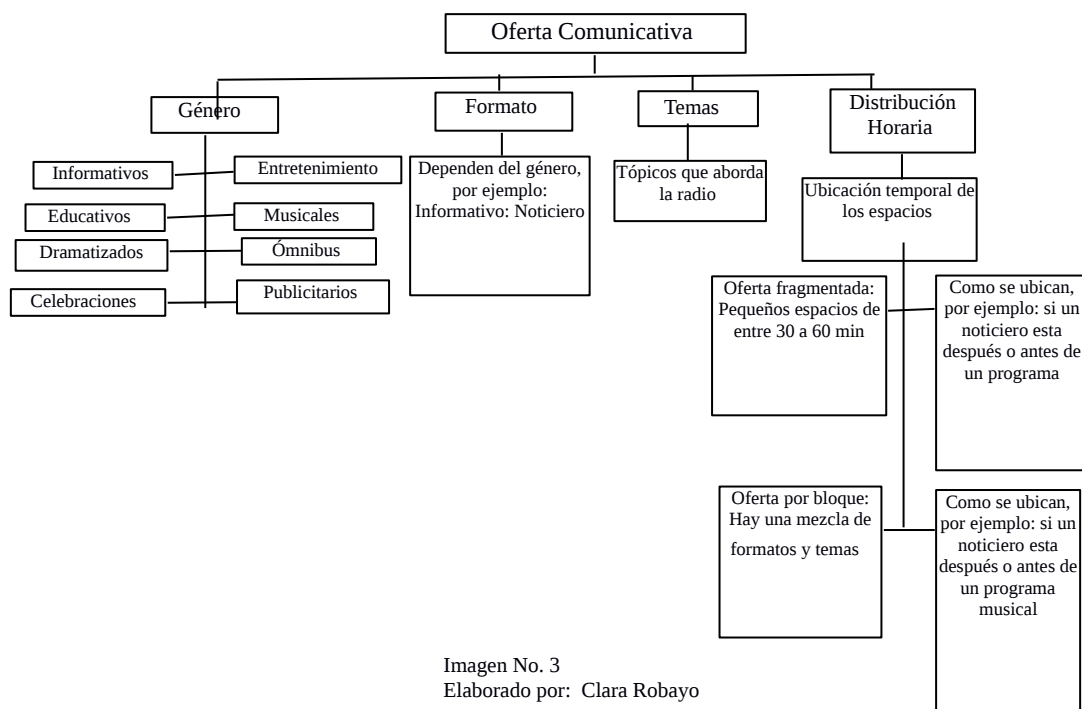 Oferta Comunicativa
Género
Formato
Temas
Distribución
Horaria
Informativos
Entretenimiento
Educativos
Musicales
Dramatizados
Ómnibus
Celebraciones
Publicitarios
Dependen del género,
por ejemplo:
Informativo: Noticiero
Tópicos que aborda
la radio
Ubicación temporal de
los espacios
Oferta fragmentada:
Pequeños espacios de
entre 30 a 60 min
Como se ubican,
por ejemplo: si un
noticiero esta
después o antes de
un programa
Oferta por bloque:
Hay una mezcla de
formatos y temas
Como se ubican,
por ejemplo: si un
noticiero esta
después o antes de
un programa
musical
Imagen No. 3
Elaborado por: Clara Robayo